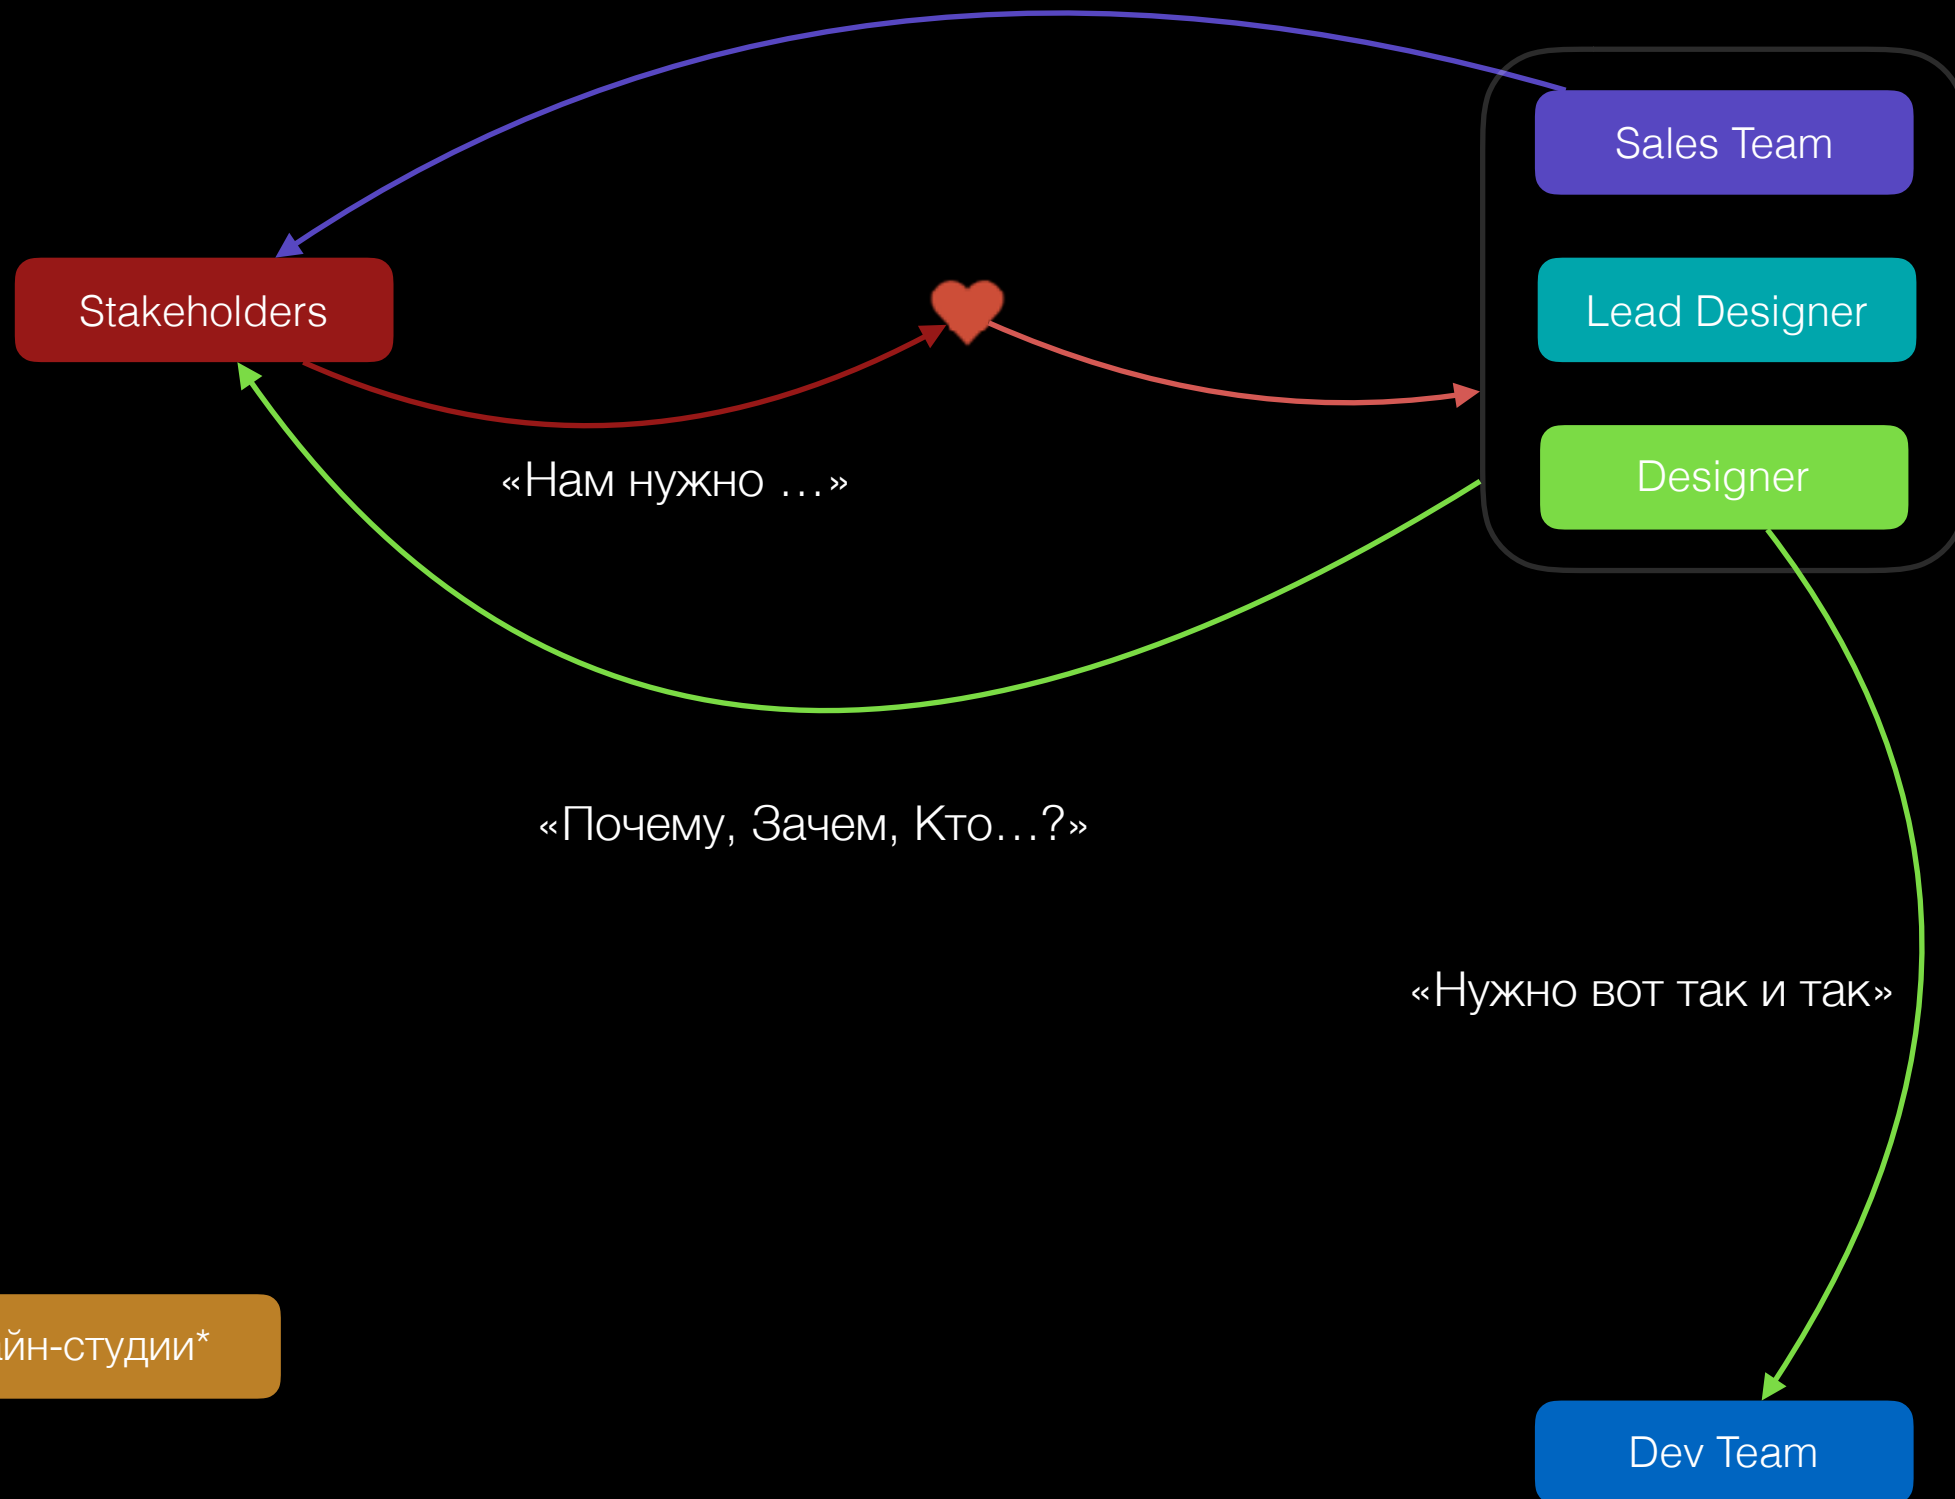 Sales Team
Stakeholders
Lead Designer
«Нам нужно …»
Designer
«Почему, Зачем, Кто…?»
«Нужно вот так и так»
йн-студии*
Dev Team